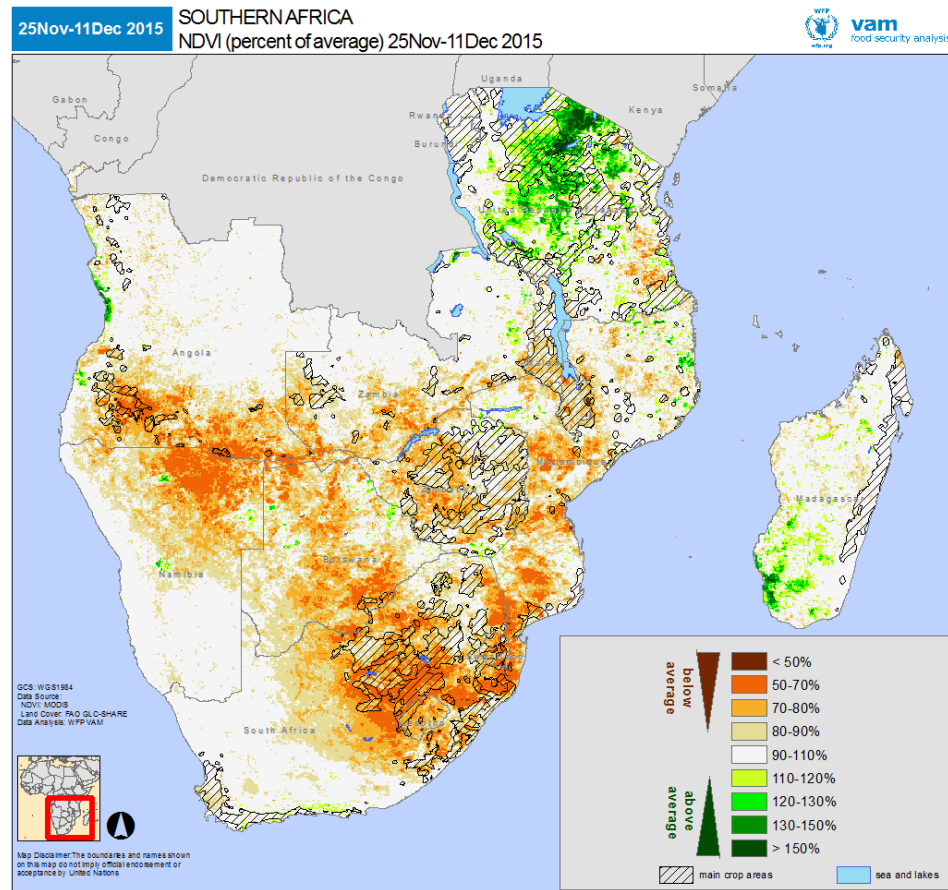 25Nov-11Dec 2015
SOUTHERN AFRICA
NDVI (percent of average) 25Nov-11Dec 2015
WFP
wfp.org
vam
food security analysis
Uganda
Somalia
Gabon
Kenya
Rwanda
Congo
Burundi
Democratic Republic of the Congo
Angola
Zambia
Mozambique
Madagascar
Botswana
Namibia
South Africa
Lesotho
GCS: WGS1984
Data Source:
NDVI: MODIS
Land Cover: FAO GLC-SHARE
Data Analysis: WFP VAM
Map Disclaimer:The boundaries and names shown
on this map do not imply official endorsement or
acceptance by United Nations
below
average
above
average
< 50%
50-70%
70-80%
80-90%
90-110%
110-120%
120-130%
130-150%
> 150%
main crop areas
sea and lakes